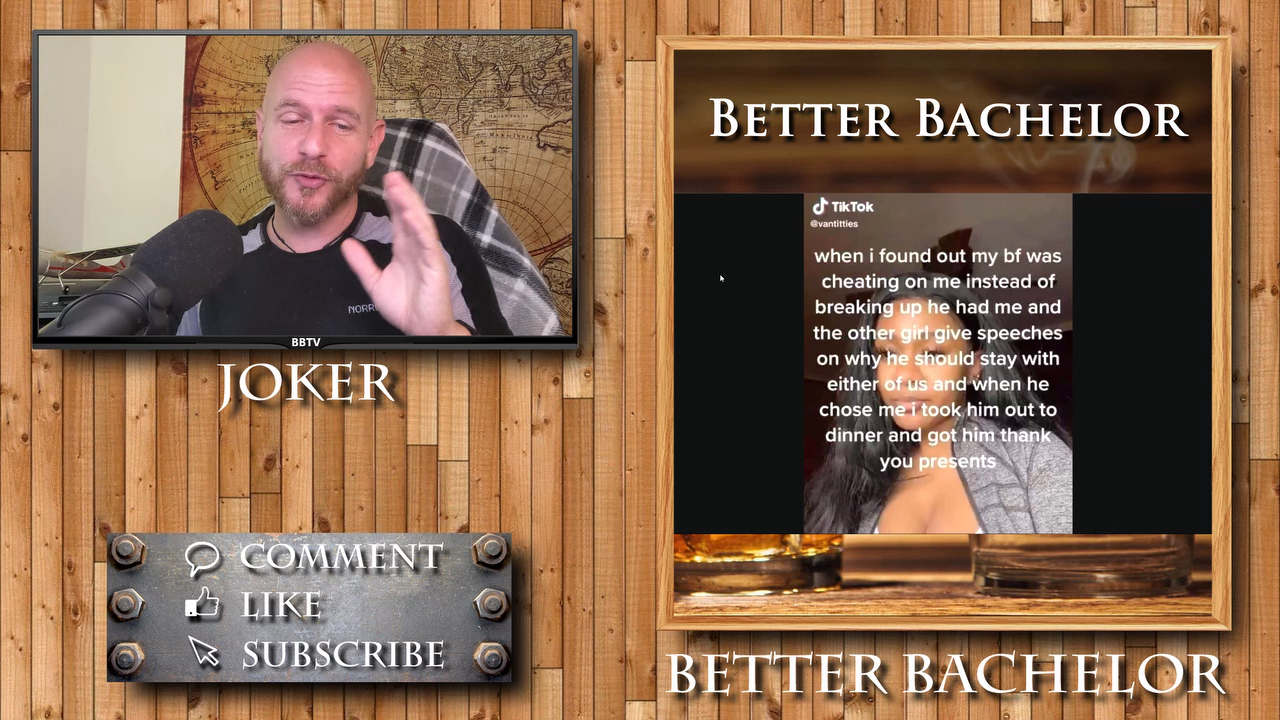 BBTV
JOKER
COMMENT
LIKE
SUBSCRIBE
BETTER BACHELOR
TikTok
@vantitties
when i found out my bf was
cheating on me instead of
breaking up he had me and
the other girl give speeches
on why he should stay with
either of us and when he
chose me i took him out to
dinner and got him thank
you presents
BETTER BACHELOR